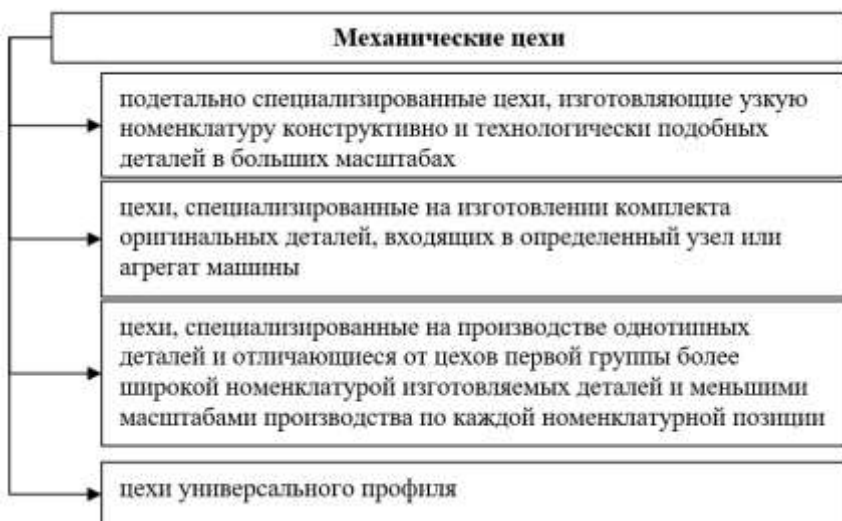 Механические цехи
подетально специализированные цехи, изготовляющие узкую
номенклатуру конструктивно и технологически подобных
деталей в больших масштабах
цехи, специализированные на изготовлении комплекта
оригинальных деталей, входящих в определенный узел или
агрегат машины
цехи, специализированные на производстве однотипных
деталей и отличающиеся от цехов первой группы более
широкой номенклатурой изготовляемых деталей и меньшими
масштабами производства по каждой номенклатурной позиции
цехи универсального профиля